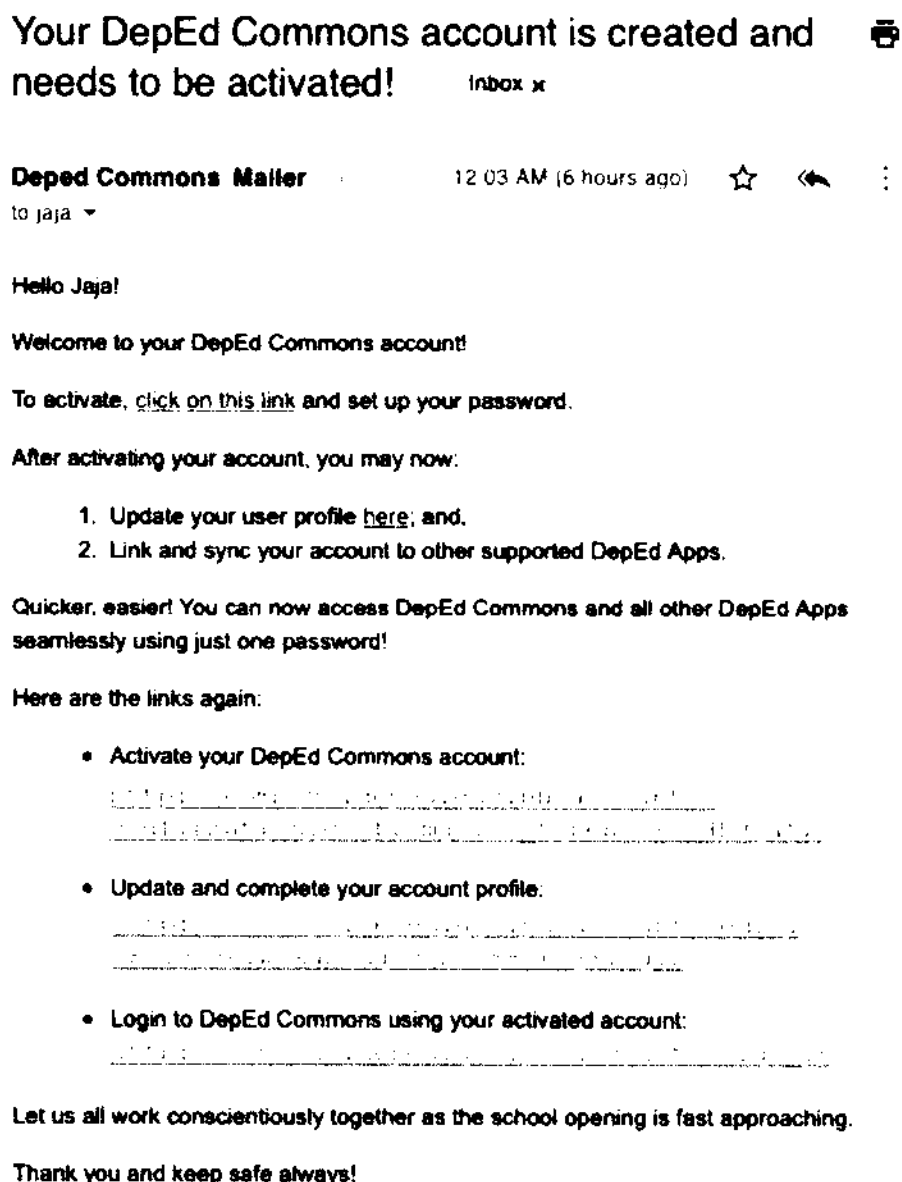 Your DepEd Commons account is created and
needs to be activated! Inbox x
Deped Commons Mailer 12:03 AM (6 hours ago)
to jaja
Hello Jaja!
Welcome to your DepEd Commons account!
To activate, click on this link and set up your password.
After activating your account, you may now:
1. Update your user profile here; and,
2. Link and sync your account to other supported DepEd Apps.
Quicker, easier! You can now access DepEd Commons and all other DepEd Apps
seamlessly using just one password!
Here are the links again:
• Activate your DepEd Commons account:
• Update and complete your account profile:
• Login to DepEd Commons using your activated account:
Let us all work conscientiously together as the school opening is fast approaching.
Thank you and keep safe always!